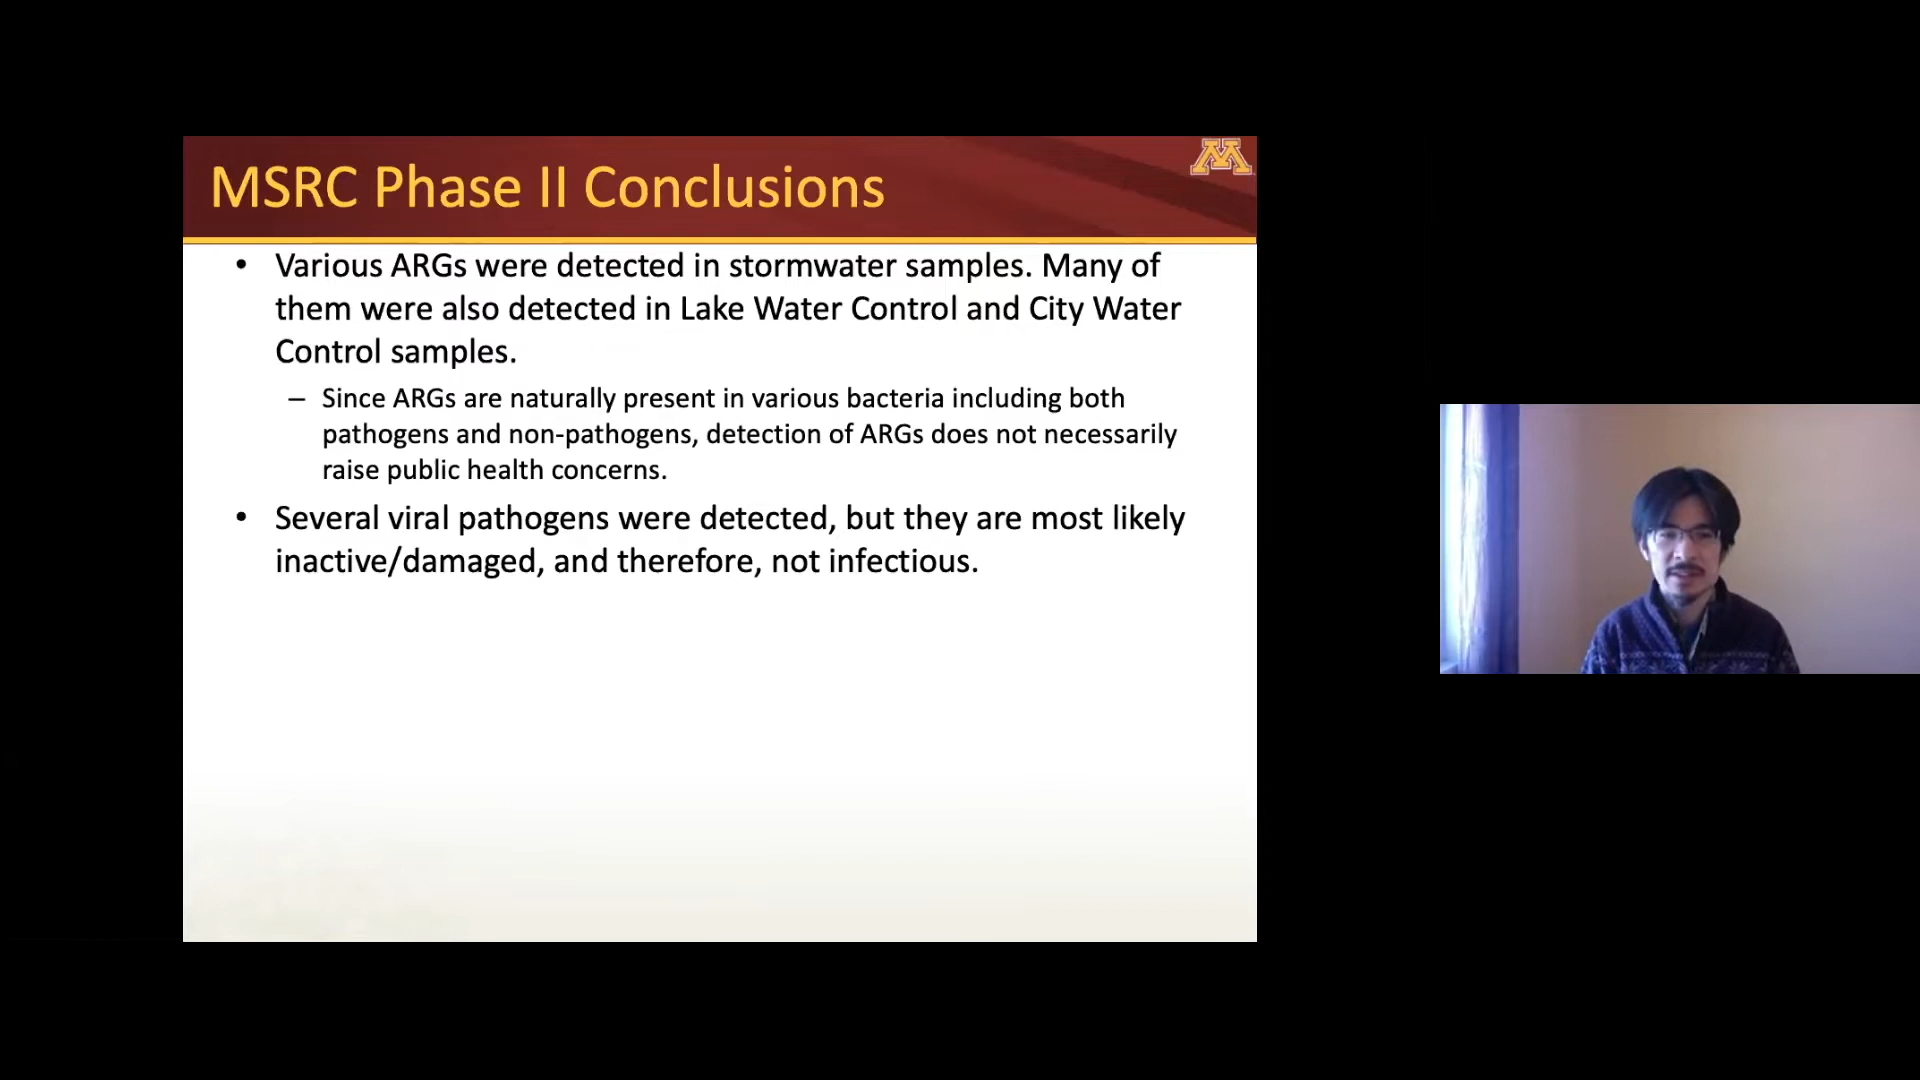 M
MSRC Phase II Conclusions
• Various ARGs were detected in stormwater samples. Many of
them were also detected in Lake Water Control and City Water
Control samples.
– Since ARGs are naturally present in various bacteria including both
pathogens and non-pathogens, detection of ARGs does not necessarily
raise public health concerns.
• Several viral pathogens were detected, but they are most likely
inactive/damaged, and therefore, not infectious.